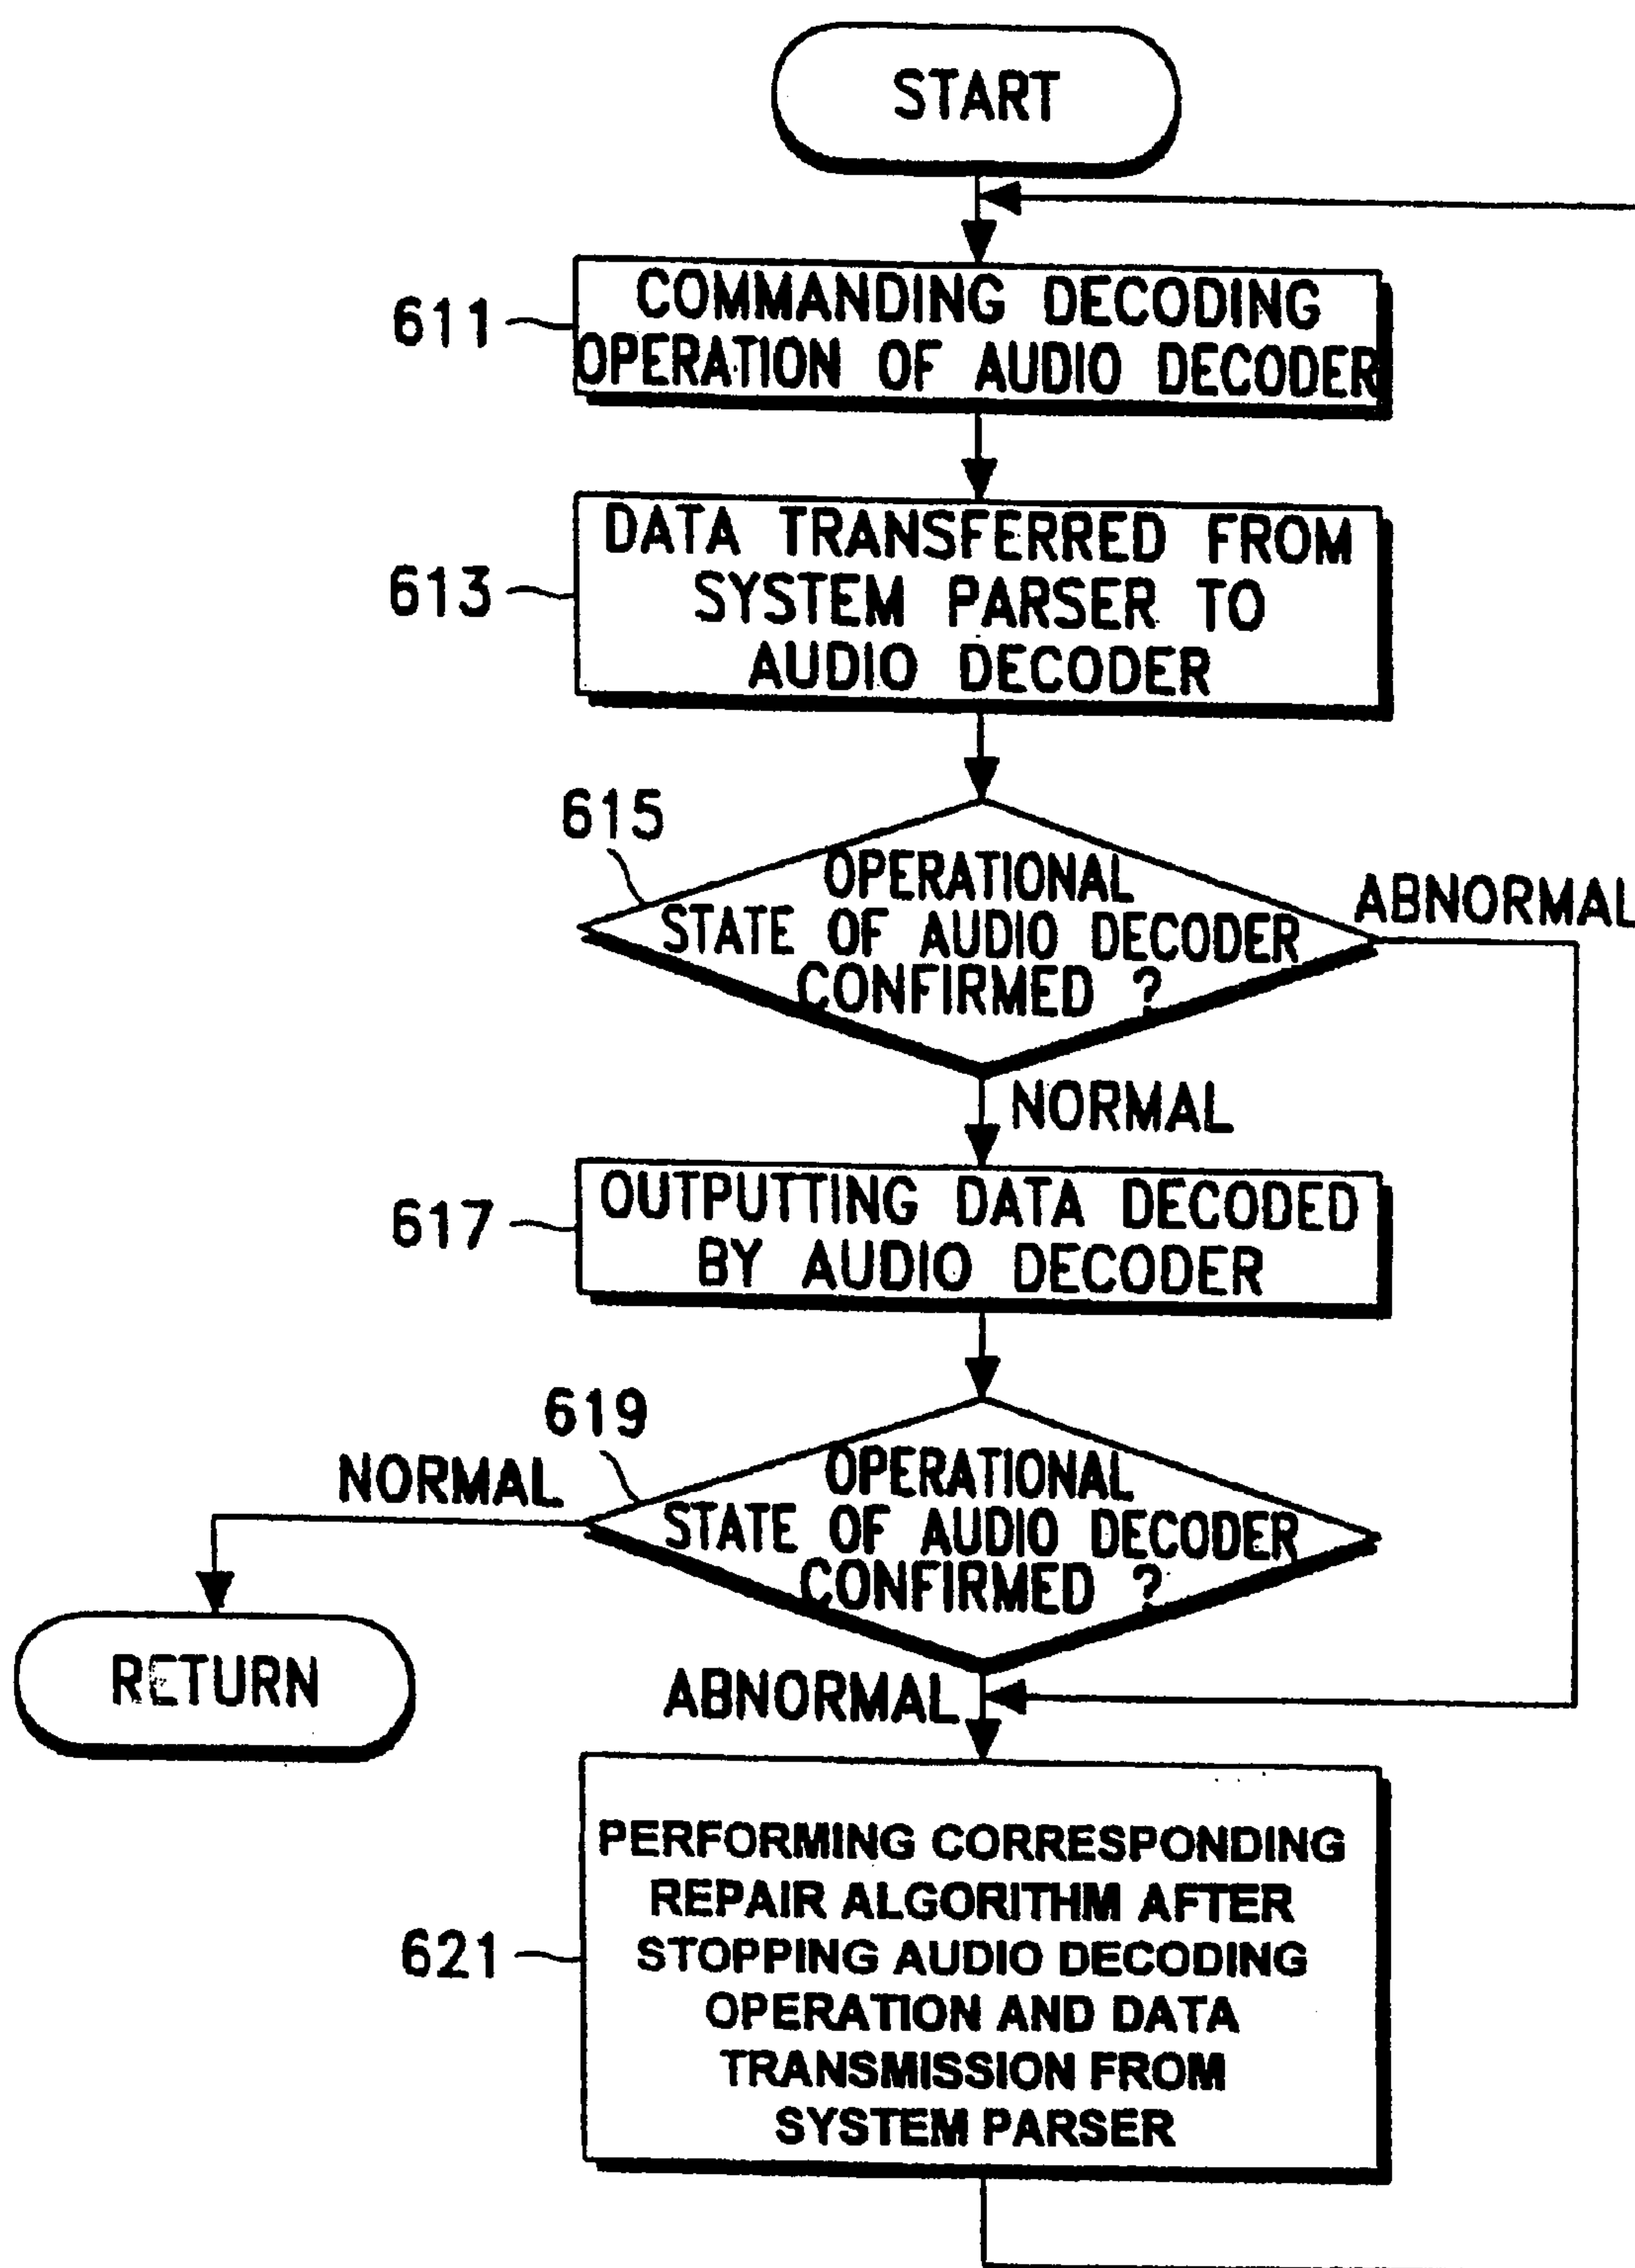 START
611
COMMANDING DECODING
OPERATION OF AUDIO DECODER
613
DATA TRANSFERRED FROM
SYSTEM PARSER TO
AUDIO DECODER
615
OPERATIONAL
STATE OF AUDIO DECODER
CONFIRMED ?
ABNORMAL
NORMAL
617
OUTPUTTING DATA DECODED
BY AUDIO DECODER
619
OPERATIONAL
STATE OF AUDIO DECODER
CONFIRMED ?
NORMAL
RETURN
ABNORMAL
621
PERFORMING CORRESPONDING
REPAIR ALGORITHM AFTER
STOPPING AUDIO DECODING
OPERATION AND DATA
TRANSMISSION FROM
SYSTEM PARSER